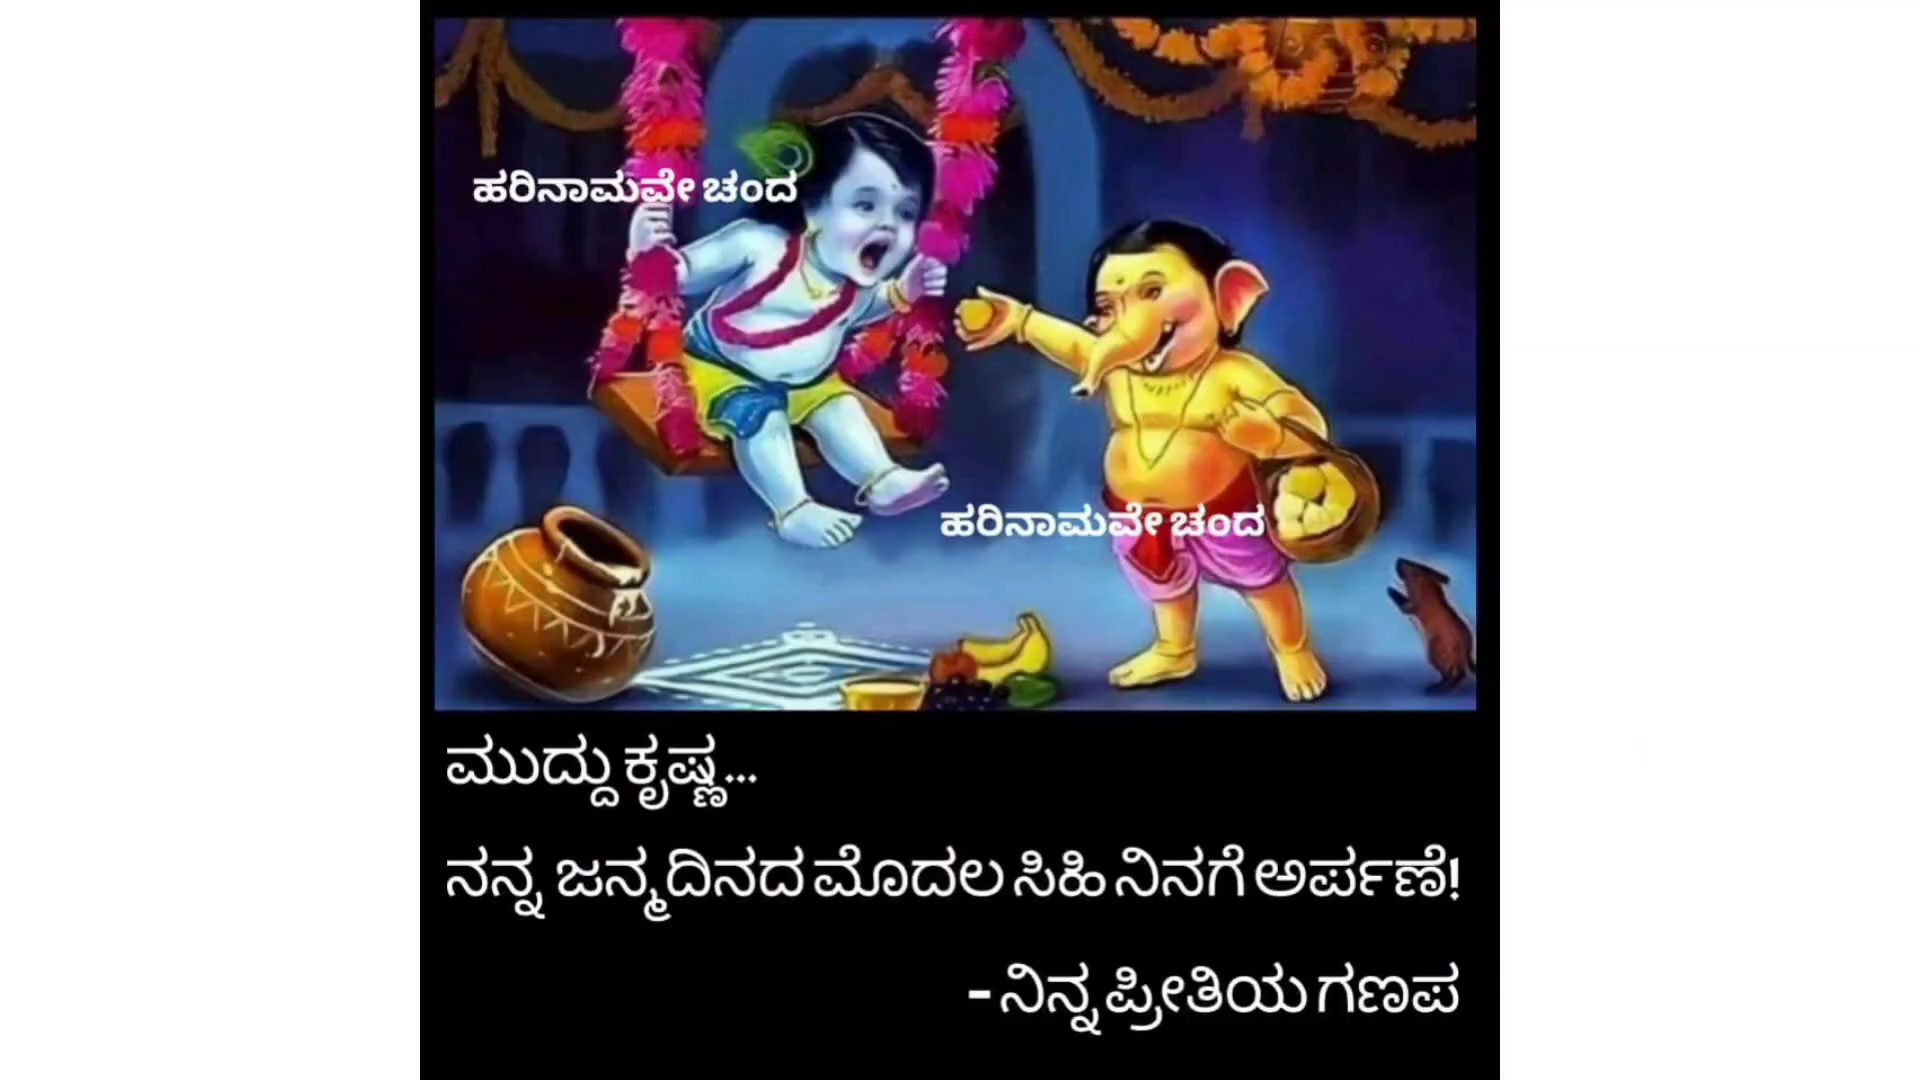 ಹರಿನಾಮವೇ ಚಂದ
ಹರಿನಾಮವೇ ಚಂದ
ಮುದ್ದು ಕೃಷ್ಣ...
ನನ್ನ ಜನ್ಮದಿನದ ಮೊದಲ ಸಿಹಿ ನಿನಗೆ ಅರ್ಪಣೆ!
- ನಿನ್ನ ಪ್ರೀತಿಯ ಗಣಪ